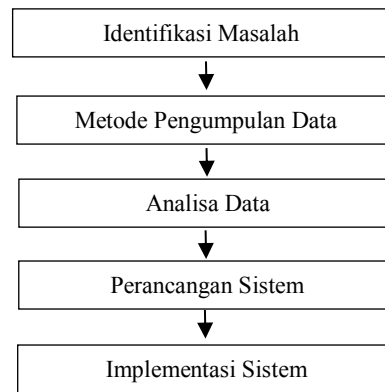 Identifikasi Masalah
Metode Pengumpulan Data
Analisa Data
Perancangan Sistem
Implementasi Sistem